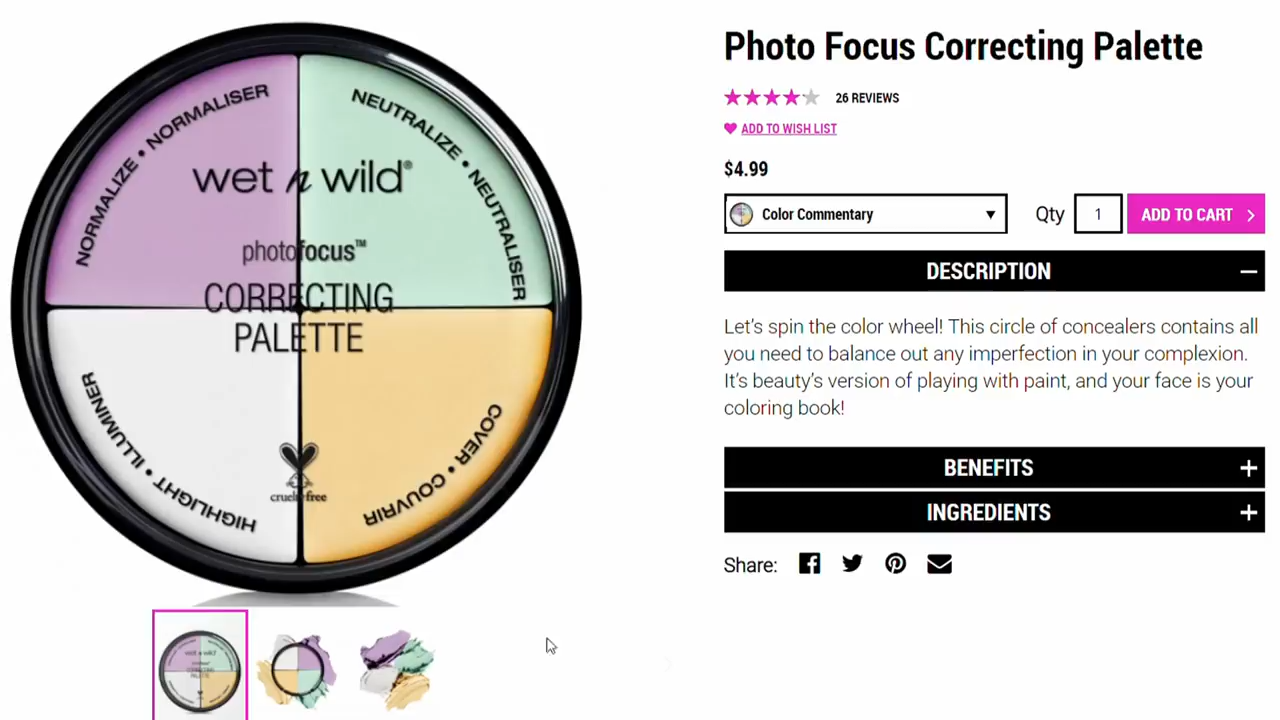 Photo Focus Correcting Palette
26 REVIEWS
ADD TO WISH LIST
$4.99
Color Commentary
Qty
1
ADD TO CART
DESCRIPTION
Let's spin the color wheel! This circle of concealers contains all
you need to balance out any imperfection in your complexion.
It's beauty's version of playing with paint, and your face is your
coloring book!
BENEFITS
INGREDIENTS
Share:
NORMALIZE • NORMALISER
NEUTRALIZE • NEUTRALISER
wet n wild®
photofocus™
CORRECTING
PALETTE
HIGHLIGHT • ILLUMINER
COVER • COUVRIR
cruelty free